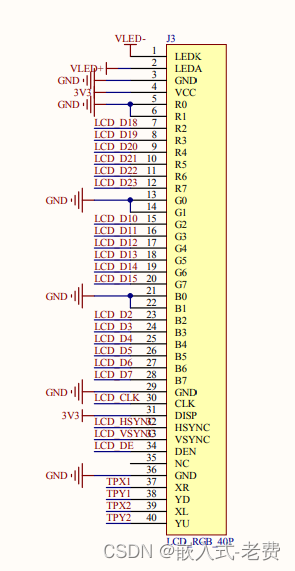 VLED-
J3
1 LEDK
VLED+ 2 LEDA
GND 3 GND
3V3 4 VCC
GND 5 R0
6 R1
LCD_D18 7 R2
LCD_D19 8 R3
LCD_D20 9 R4
LCD_D21 10 R5
LCD_D22 11 R6
LCD_D23 12 R7
GND 13 G0
14 G1
LCD_D10 15 G2
LCD_D11 16 G3
LCD_D12 17 G4
LCD_D13 18 G5
LCD_D14 19 G6
LCD_D15 20 G7
GND 21 B0
22 B1
LCD_D2 23 B2
LCD_D3 24 B3
LCD_D4 25 B4
LCD_D5 26 B5
LCD_D6 27 B6
LCD_D7 28 B7
GND 29 GND
LCD_CLK 30 CLK
3V3 31 DISP
LCD_HSYNC 32 HSYNC
LCD_VSYNC 33 VSYNC
LCD_DE 34 DEN
35 NC
GND 36 GND
TPX1 37 XR
TPY1 38 YD
TPX2 39 XL
TPY2 40 YU
LCD_RGB_40P
CSDN @嵌入式-老费